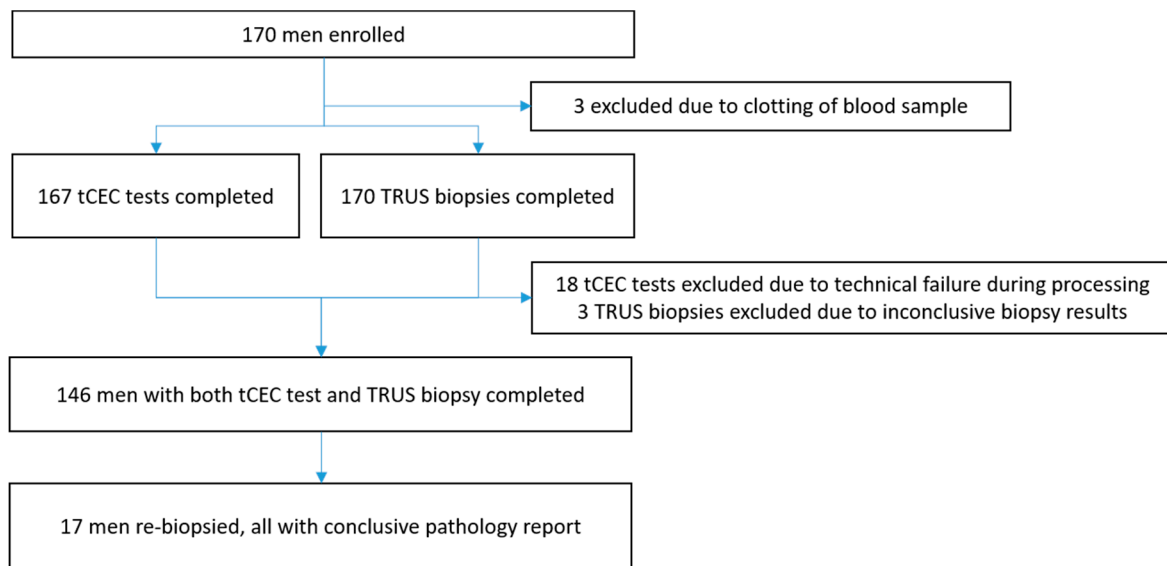 170 men enrolled
3 excluded due to clotting of blood sample
167 tCEC tests completed
170 TRUS biopsies completed
18 tCEC tests excluded due to technical failure during processing
3 TRUS biopsies excluded due to inconclusive biopsy results
146 men with both tCEC test and TRUS biopsy completed
17 men re-biopsied, all with conclusive pathology report